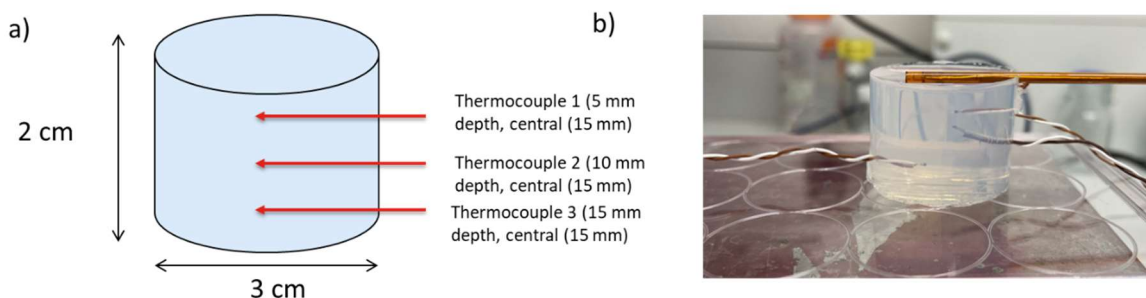 a)
2 cm
3 cm
Thermocouple 1 (5 mm
depth, central (15 mm)
Thermocouple 2 (10 mm
depth, central (15 mm)
Thermocouple 3 (15 mm
depth, central (15 mm)
b)